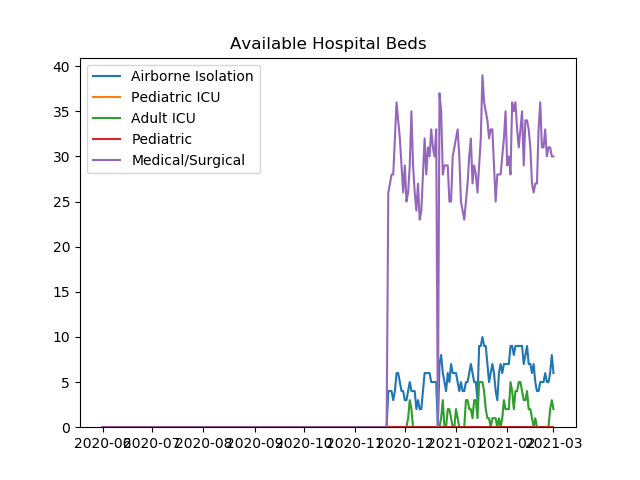 Available Hospital Beds
Airborne Isolation
Pediatric ICU
Adult ICU
Pediatric
Medical/Surgical
40
35
30
25
20
15
10
5
0
2020-06 2020-07 2020-08 2020-09 2020-10 2020-11 2020-12 2021-01 2021-02 2021-03